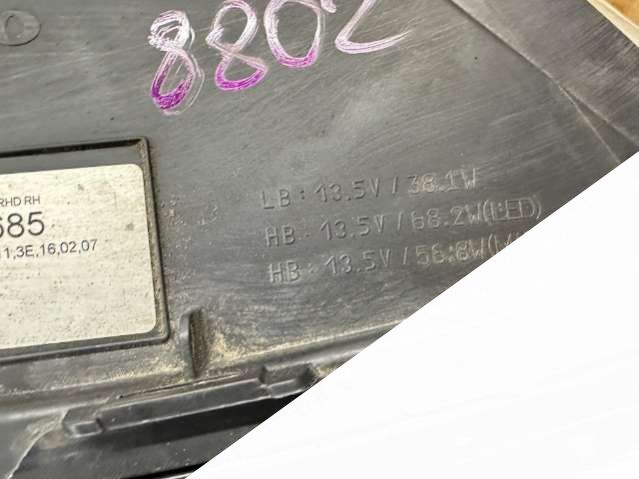 8802
RHD RH
685
11,3E,16,02,07
LB: 13.5V / 38.1W
HB: 13.5V / 68.2W(LED)
HB: 13.5V / 56.8W